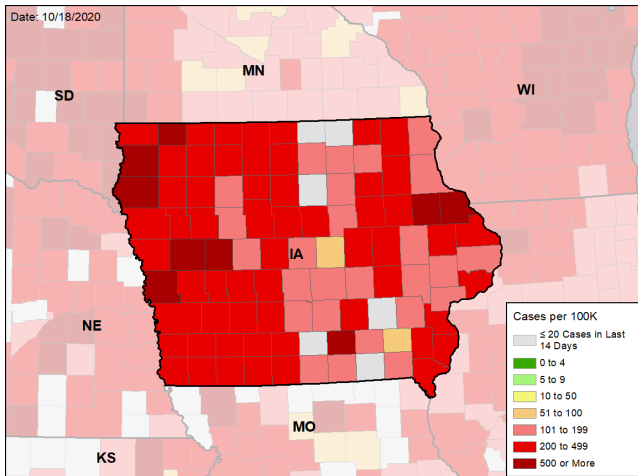 Date: 10/18/2020
MN
SD
WI
IA
NE
MO
KS
Cases per 100K
≤ 20 Cases in Last
14 Days
0 to 4
5 to 9
10 to 50
51 to 100
101 to 199
200 to 499
500 or More